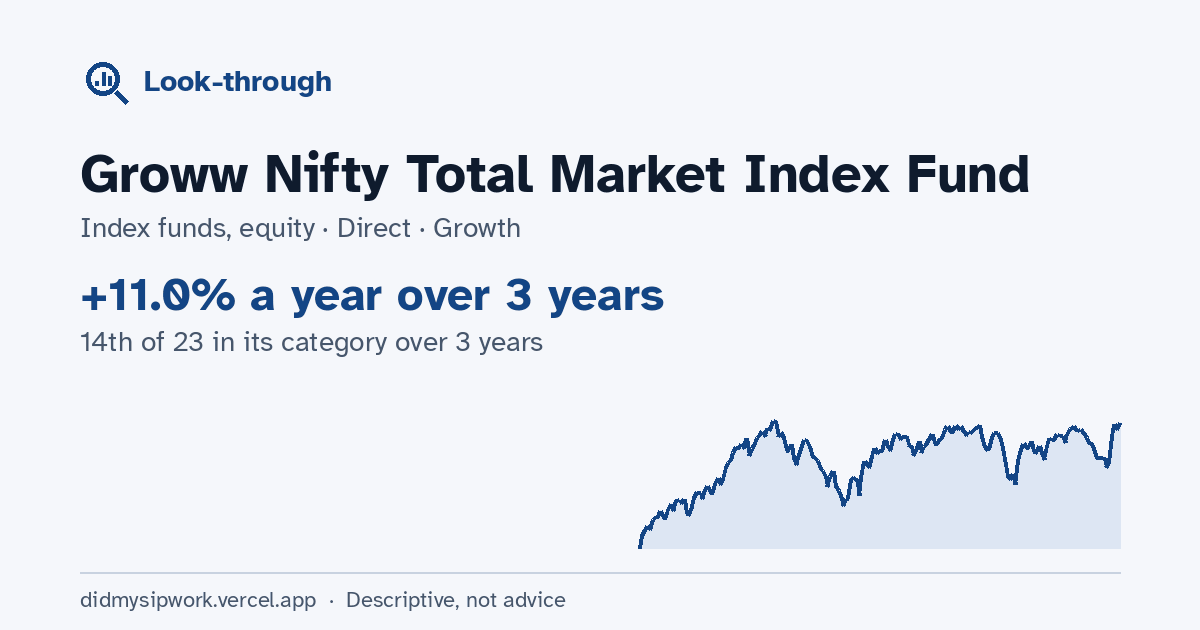 Look-through
Groww Nifty Total Market Index Fund
Index funds, equity · Direct · Growth
+11.0% a year over 3 years
14th of 23 in its category over 3 years
didmysipwork.vercel.app · Descriptive, not advice